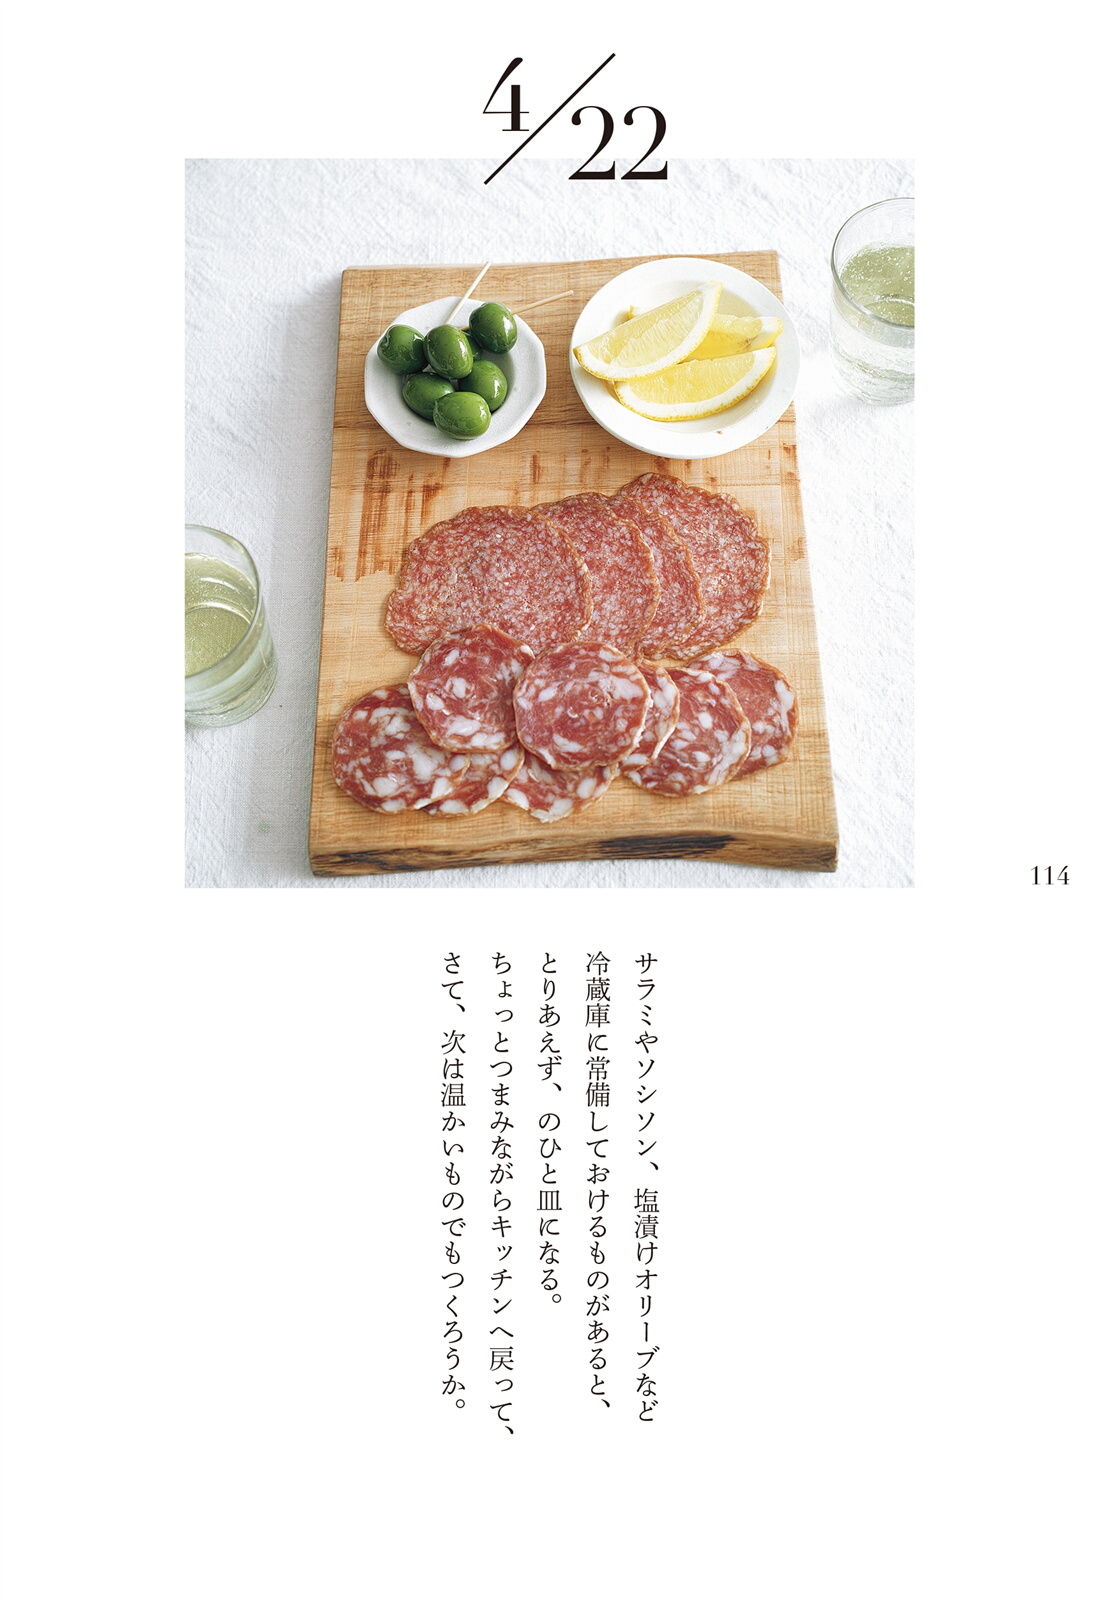 4/22
114
サラミやソシソン、塩漬けオリーブなど
冷蔵庫に常備しておけるものがあると、
とりあえず、のひと皿になる。
ちょっとつまみながらキッチンへ戻って、
さて、次は温かいものでもつくろうか。